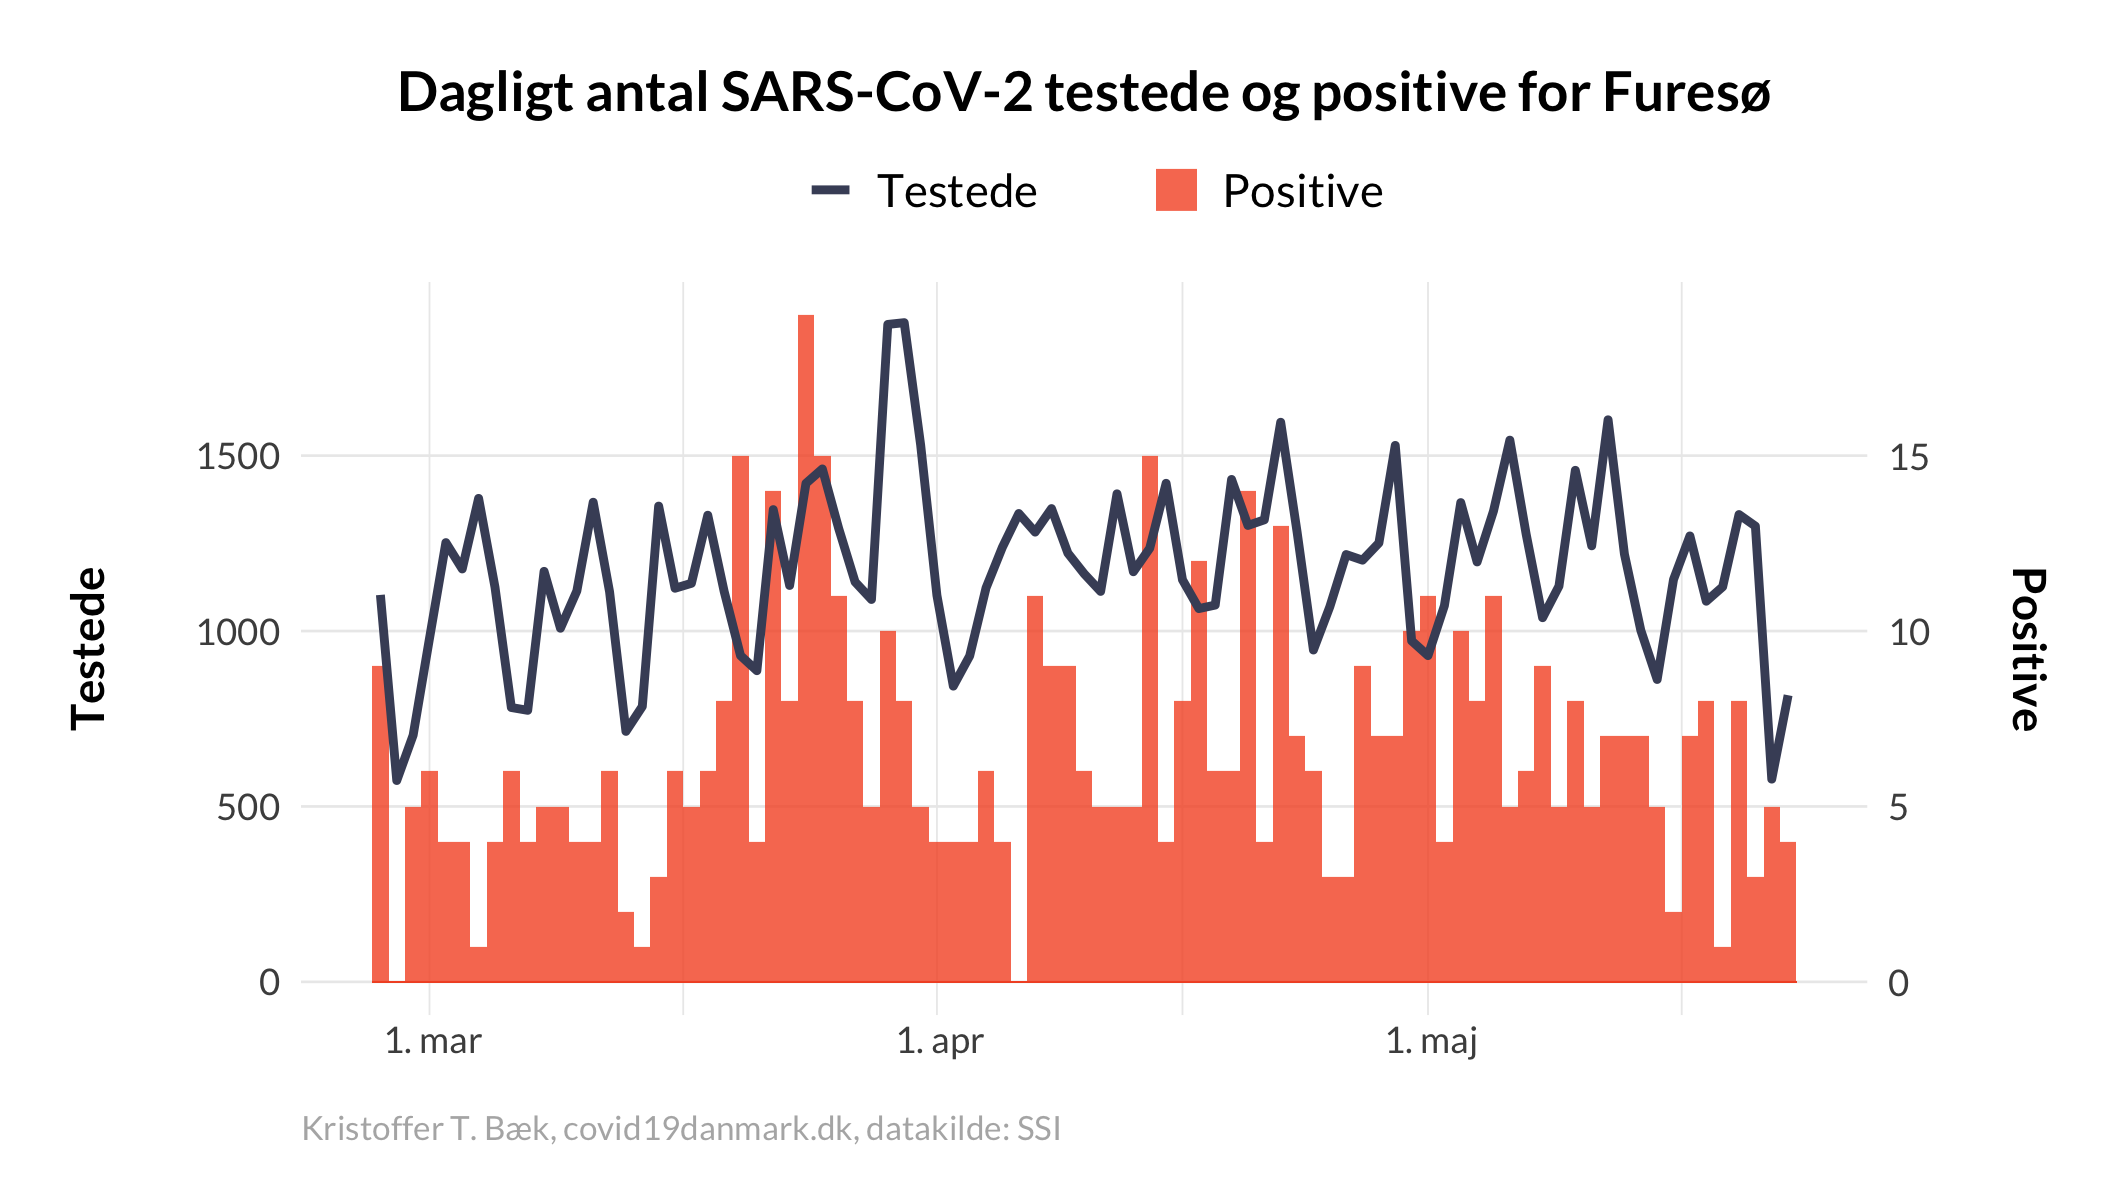 Dagligt antal SARS-CoV-2 testede og positive for Furesø
Testede
Positive
1500
1000
500
0
Testede
15
10
5
0
Positive
1. mar
1. apr
1. maj
Kristoffer T. Bæk, covid19danmark.dk, datakilde: SSI